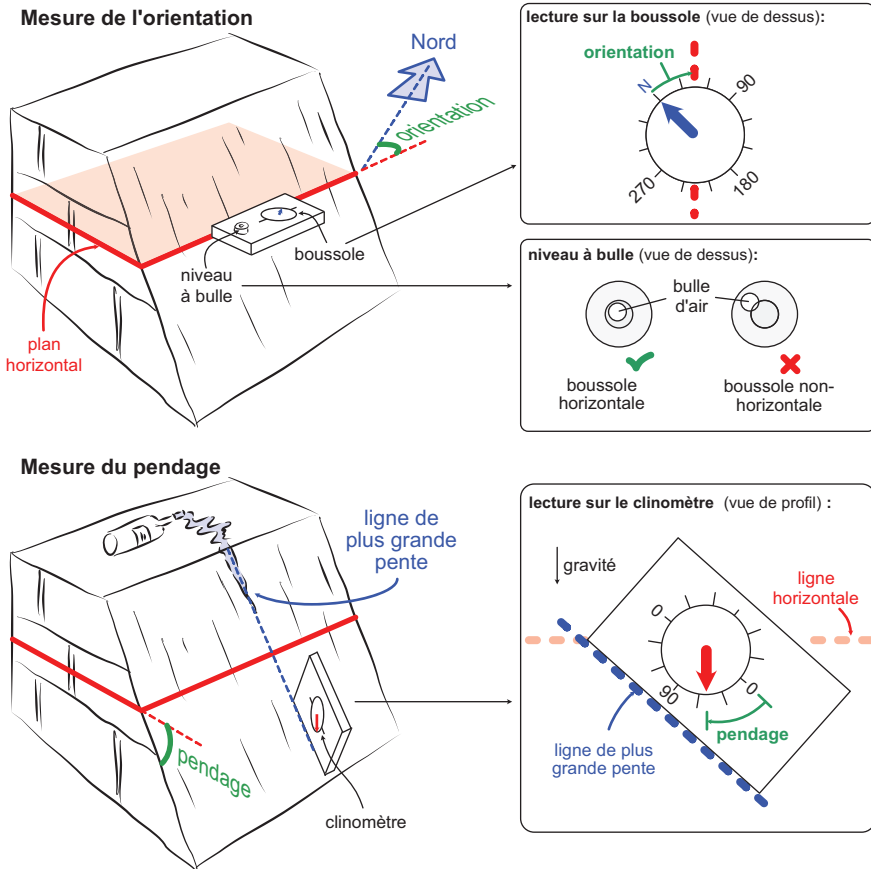 Mesure de l'orientation
Nord
orientation
boussole
niveau
à bulle
plan
horizontal
lecture sur la boussole (vue de dessus):
orientation
N
90
270
180
niveau à bulle (vue de dessus):
bulle
d'air
boussole
horizontale
boussole non-
horizontale
Mesure du pendage
ligne de
plus grande
pente
pendage
clinomètre
lecture sur le clinomètre (vue de profil) :
gravité
ligne
horizontale
0
90
0
pendage
ligne de plus
grande pente